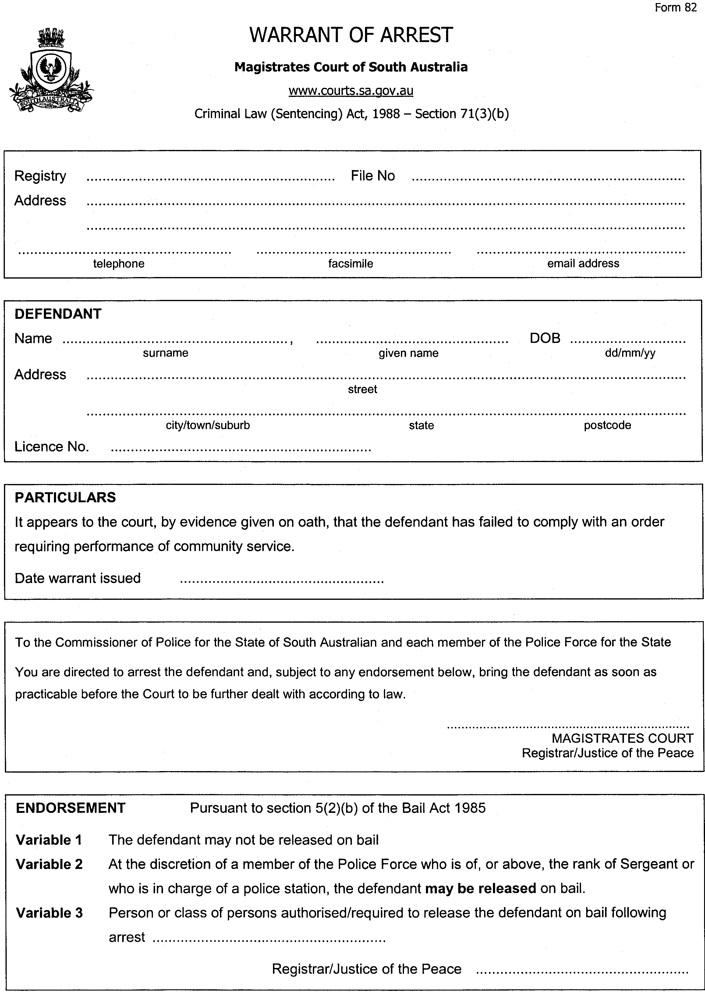 Form 82
WARRANT OF ARREST
Magistrates Court of South Australia
www.courts.sa.gov.au
Criminal Law (Sentencing) Act, 1988 – Section 71(3)(b)
SOUTH AUSTRALIA
Registry ........................................ File No ........................................
Address ........................................
........................................
........................................ ........................................ ........................................
telephone facsimile email address
DEFENDANT
Name ........................................, ........................................ DOB ....................
surname given name dd/mm/yy
Address ........................................
street
........................................
city/town/suburb state postcode
Licence No. ........................................
PARTICULARS
It appears to the court, by evidence given on oath, that the defendant has failed to comply with an order
requiring performance of community service.
Date warrant issued ........................................
To the Commissioner of Police for the State of South Australian and each member of the Police Force for the State
You are directed to arrest the defendant and, subject to any endorsement below, bring the defendant as soon as
practicable before the Court to be further dealt with according to law.
........................................
MAGISTRATES COURT
Registrar/Justice of the Peace
ENDORSEMENT Pursuant to section 5(2)(b) of the Bail Act 1985
Variable 1 The defendant may not be released on bail
Variable 2 At the discretion of a member of the Police Force who is of, or above, the rank of Sergeant or
who is in charge of a police station, the defendant may be released on bail.
Variable 3 Person or class of persons authorised/required to release the defendant on bail following
arrest ........................................
Registrar/Justice of the Peace ........................................